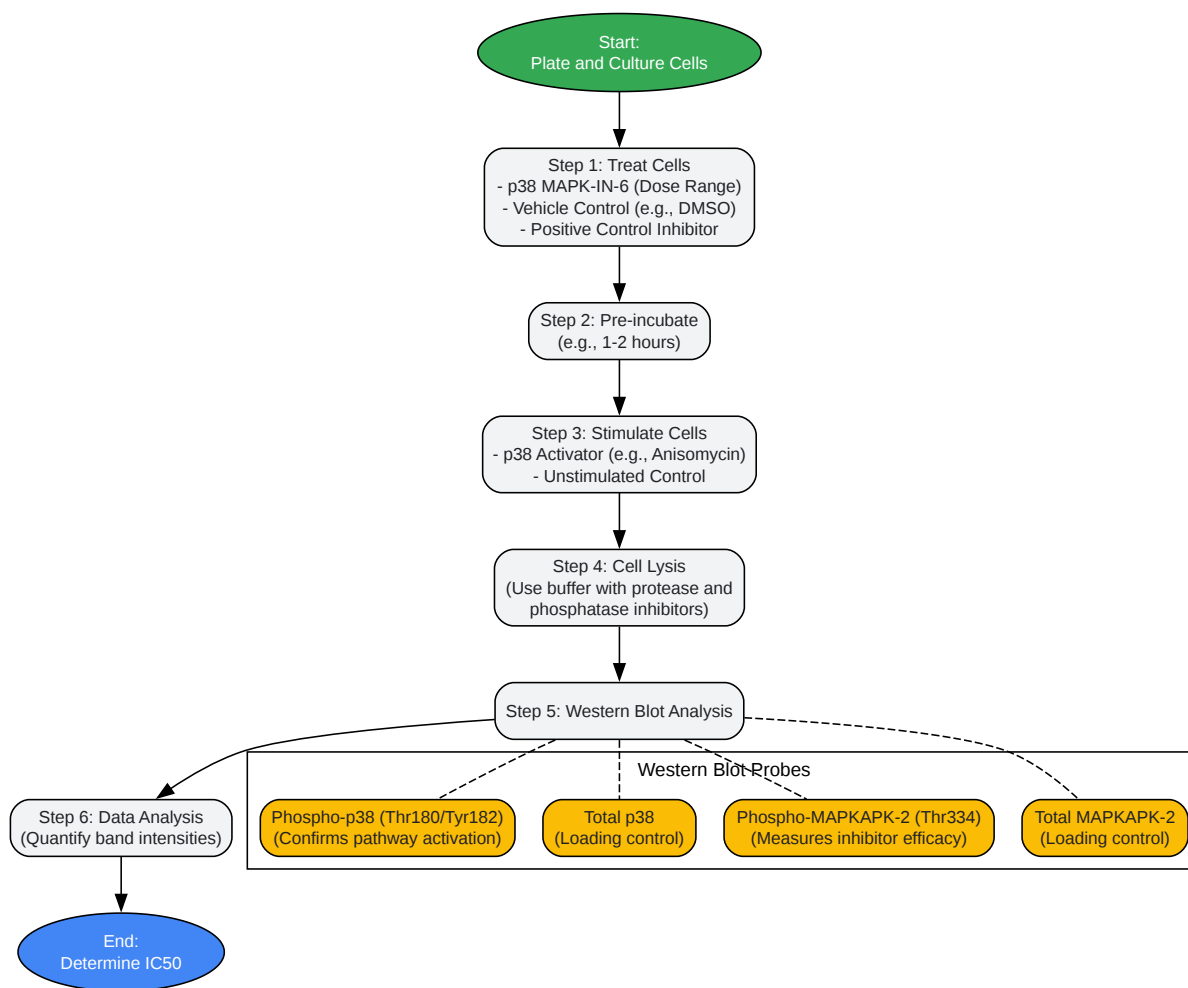 Start:
Plate and Culture Cells
Step 1: Treat Cells
- p38 MAPK-IN-6 (Dose Range)
- Vehicle Control (e.g., DMSO)
- Positive Control Inhibitor
Step 2: Pre-incubate
(e.g., 1-2 hours)
Step 3: Stimulate Cells
- p38 Activator (e.g., Anisomycin)
- Unstimulated Control
Step 4: Cell Lysis
(Use buffer with protease and
phosphatase inhibitors)
Step 5: Western Blot Analysis
Western Blot Probes
Step 6: Data Analysis
(Quantify band intensities)
Phospho-p38 (Thr180/Tyr182)
(Confirms pathway activation)
Total p38
(Loading control)
Phospho-MAPKAPK-2 (Thr334)
(Measures inhibitor efficacy)
Total MAPKAPK-2
(Loading control)
End:
Determine IC50